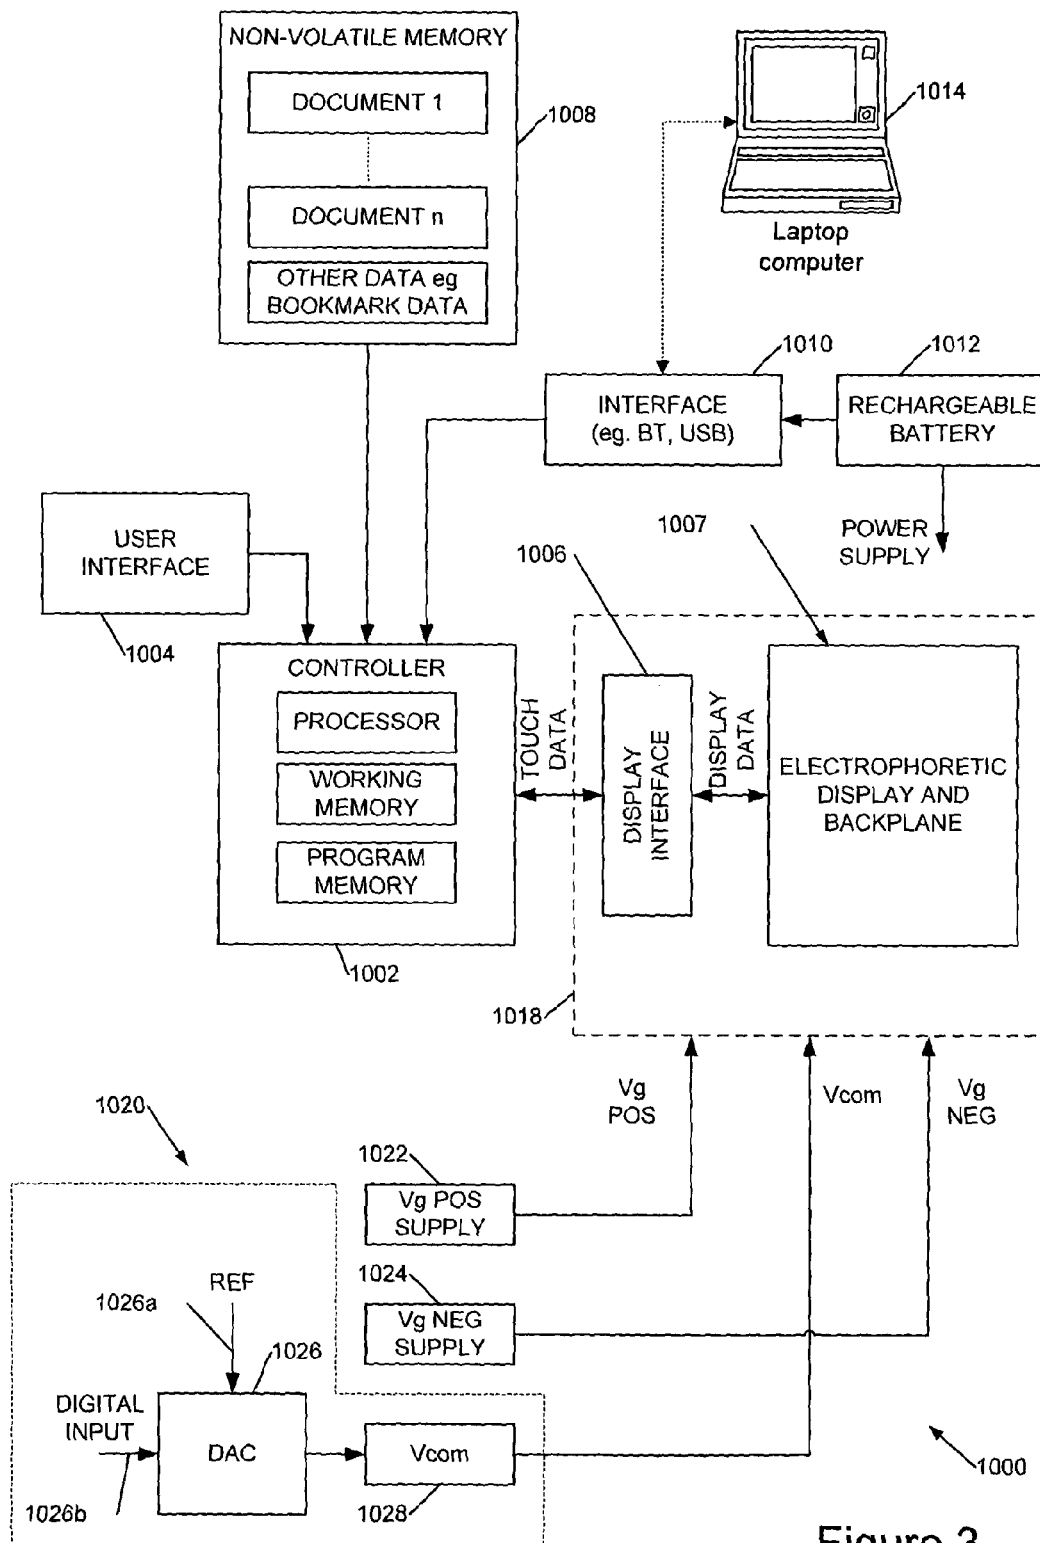 NON-VOLATILE MEMORY
DOCUMENT 1
DOCUMENT n
OTHER DATA eg
BOOKMARK DATA
1008
1014
Laptop
computer
1010
1012
INTERFACE
(eg. BT, USB)
RECHARGEABLE
BATTERY
USER
INTERFACE
1004
1007
POWER
SUPPLY
1006
CONTROLLER
PROCESSOR
WORKING
MEMORY
PROGRAM
MEMORY
1002
TOUCH
DATA
DISPLAY
INTERFACE
DISPLAY
DATA
ELECTROPHORETIC
DISPLAY AND
BACKPLANE
1018
Vg
POS
Vcom
Vg
NEG
1020
1022
Vg POS
SUPPLY
1024
Vg NEG
SUPPLY
REF
1026a
1026
DIGITAL
INPUT
DAC
1026b
Vcom
1028
1000
Figure 3